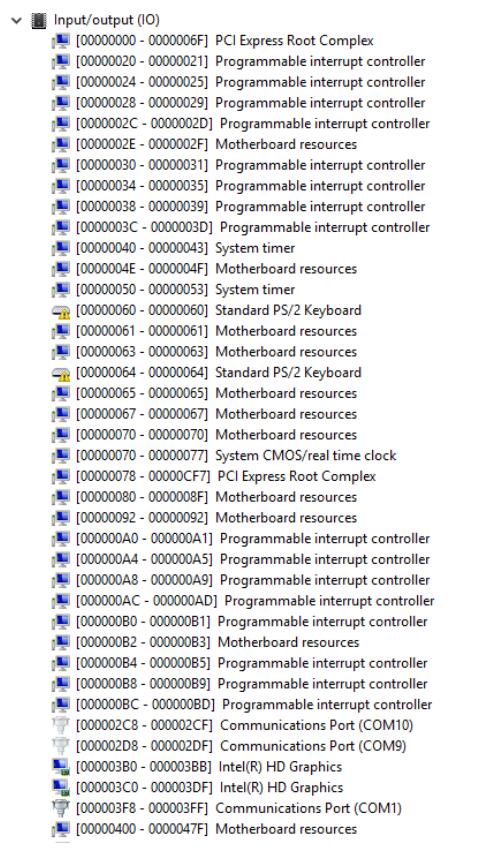 Input/output (IO)
[00000000 - 0000006F] PCI Express Root Complex
[00000020 - 00000021] Programmable interrupt controller
[00000024 - 00000025] Programmable interrupt controller
[00000028 - 00000029] Programmable interrupt controller
[0000002C - 0000002D] Programmable interrupt controller
[0000002E - 0000002F] Motherboard resources
[00000030 - 00000031] Programmable interrupt controller
[00000034 - 00000035] Programmable interrupt controller
[00000038 - 00000039] Programmable interrupt controller
[0000003C - 0000003D] Programmable interrupt controller
[00000040 - 00000043] System timer
[0000004E - 0000004F] Motherboard resources
[00000050 - 00000053] System timer
[00000060 - 00000060] Standard PS/2 Keyboard
[00000061 - 00000061] Motherboard resources
[00000063 - 00000063] Motherboard resources
[00000064 - 00000064] Standard PS/2 Keyboard
[00000065 - 00000065] Motherboard resources
[00000067 - 00000067] Motherboard resources
[00000070 - 00000070] Motherboard resources
[00000070 - 00000077] System CMOS/real time clock
[00000078 - 00000CF7] PCI Express Root Complex
[00000080 - 0000008F] Motherboard resources
[00000092 - 00000092] Motherboard resources
[000000A0 - 000000A1] Programmable interrupt controller
[000000A4 - 000000A5] Programmable interrupt controller
[000000A8 - 000000A9] Programmable interrupt controller
[000000AC - 000000AD] Programmable interrupt controller
[000000B0 - 000000B1] Programmable interrupt controller
[000000B2 - 000000B3] Motherboard resources
[000000B4 - 000000B5] Programmable interrupt controller
[000000B8 - 000000B9] Programmable interrupt controller
[000000BC - 000000BD] Programmable interrupt controller
[000002C8 - 000002CF] Communications Port (COM10)
[000002D8 - 000002DF] Communications Port (COM9)
[000003B0 - 000003BB] Intel(R) HD Graphics
[000003C0 - 000003DF] Intel(R) HD Graphics
[000003F8 - 000003FF] Communications Port (COM1)
[00000400 - 0000047F] Motherboard resources